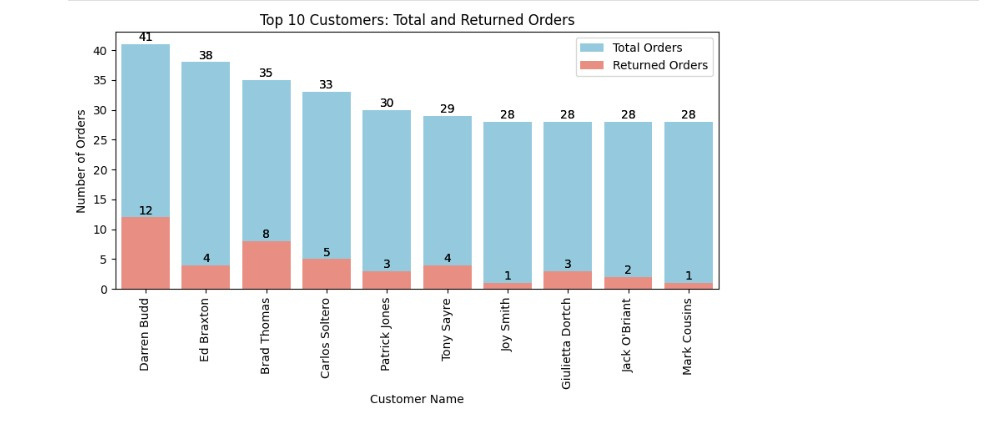 Top 10 Customers: Total and Returned Orders
Total Orders
Returned Orders
Number of Orders
40
35
30
25
20
15
10
5
0
41
38
35
33
30
29
28
28
28
28
12
4
8
5
3
4
1
3
2
1
Darren Budd
Ed Braxton
Brad Thomas
Carlos Soltero
Patrick Jones
Tony Sayre
Joy Smith
Giulietta Dortch
Jack O'Briant
Mark Cousins
Customer Name